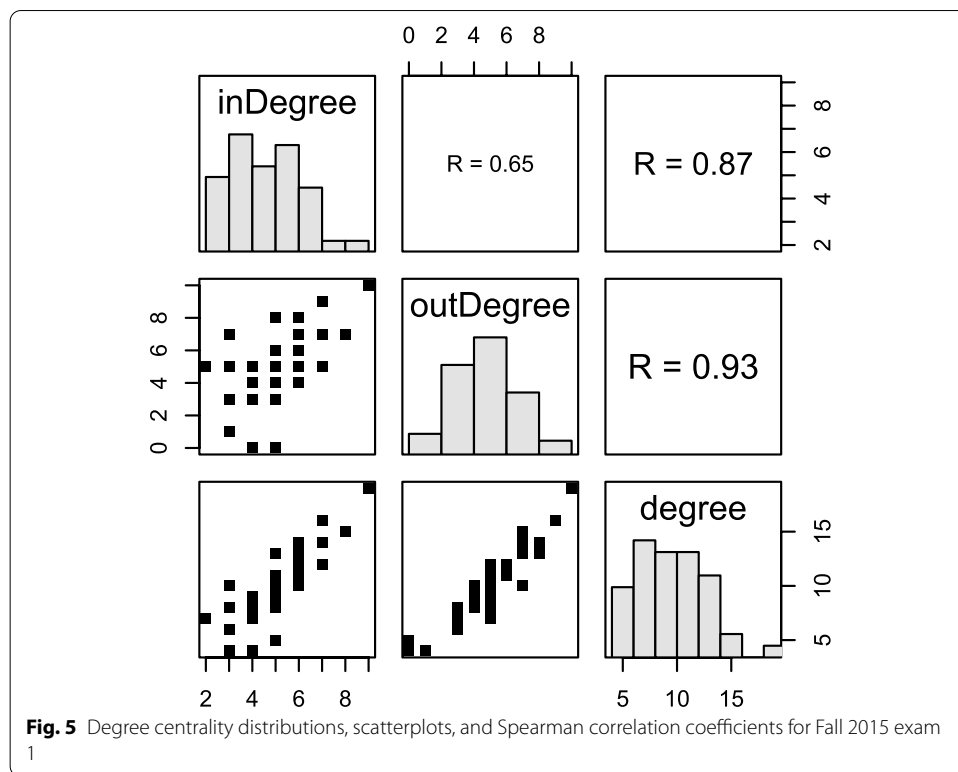 0 2 4 6 8
inDegree
R = 0.65
R = 0.87
8
6
4
2
8
6
4
2
0
outDegree
R = 0.93
degree
15
10
5
2 4 6 8
5 10 15
Fig. 5 Degree centrality distributions, scatterplots, and Spearman correlation coefficients for Fall 2015 exam
1